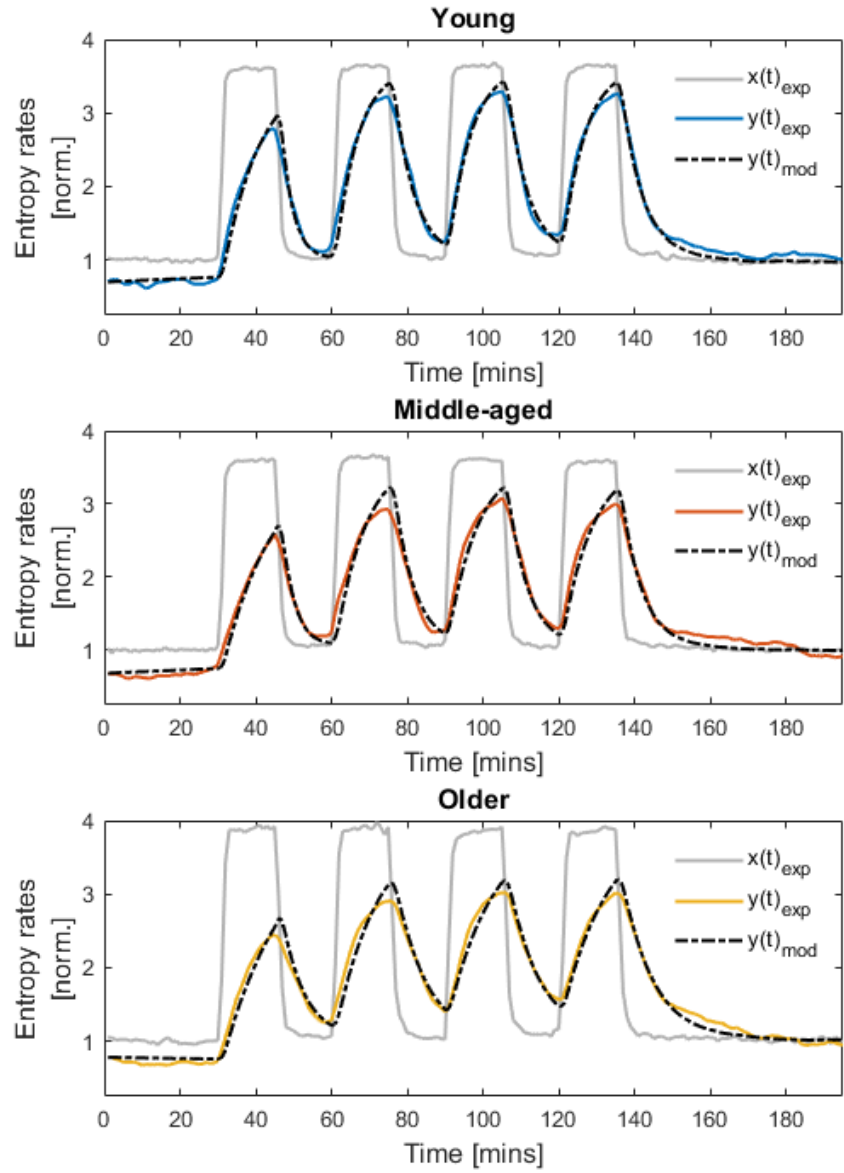 Young
Entropy rates
[norm.]
4
3
2
1
x(t)exp
y(t)exp
y(t)mod
0 20 40 60 80 100 120 140 160 180
Time [mins]
Middle-aged
Entropy rates
[norm.]
4
3
2
1
x(t)exp
y(t)exp
y(t)mod
0 20 40 60 80 100 120 140 160 180
Time [mins]
Older
Entropy rates
[norm.]
4
3
2
1
x(t)exp
y(t)exp
y(t)mod
0 20 40 60 80 100 120 140 160 180
Time [mins]